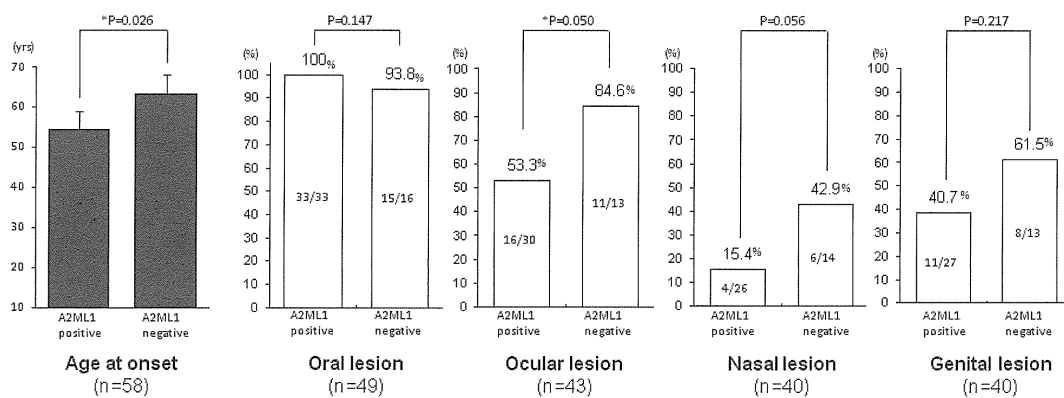 *P=0.026
(yrs)
70
60
50
40
30
20
10
A2ML1 positive
A2ML1 negative
Age at onset
(n=58)
P=0.147
(%)
100
90
80
70
60
50
40
30
20
10
0
100%
93.8%
33/33
15/16
A2ML1 positive
A2ML1 negative
Oral lesion
(n=49)
*P=0.050
(%)
100
90
80
70
60
50
40
30
20
10
0
53.3%
84.6%
16/30
11/13
A2ML1 positive
A2ML1 negative
Ocular lesion
(n=43)
P=0.056
(%)
100
90
80
70
60
50
40
30
20
10
0
15.4%
42.9%
4/26
6/14
A2ML1 positive
A2ML1 negative
Nasal lesion
(n=40)
P=0.217
(%)
100
90
80
70
60
50
40
30
20
10
0
40.7%
61.5%
11/27
8/13
A2ML1 positive
A2ML1 negative
Genital lesion
(n=40)